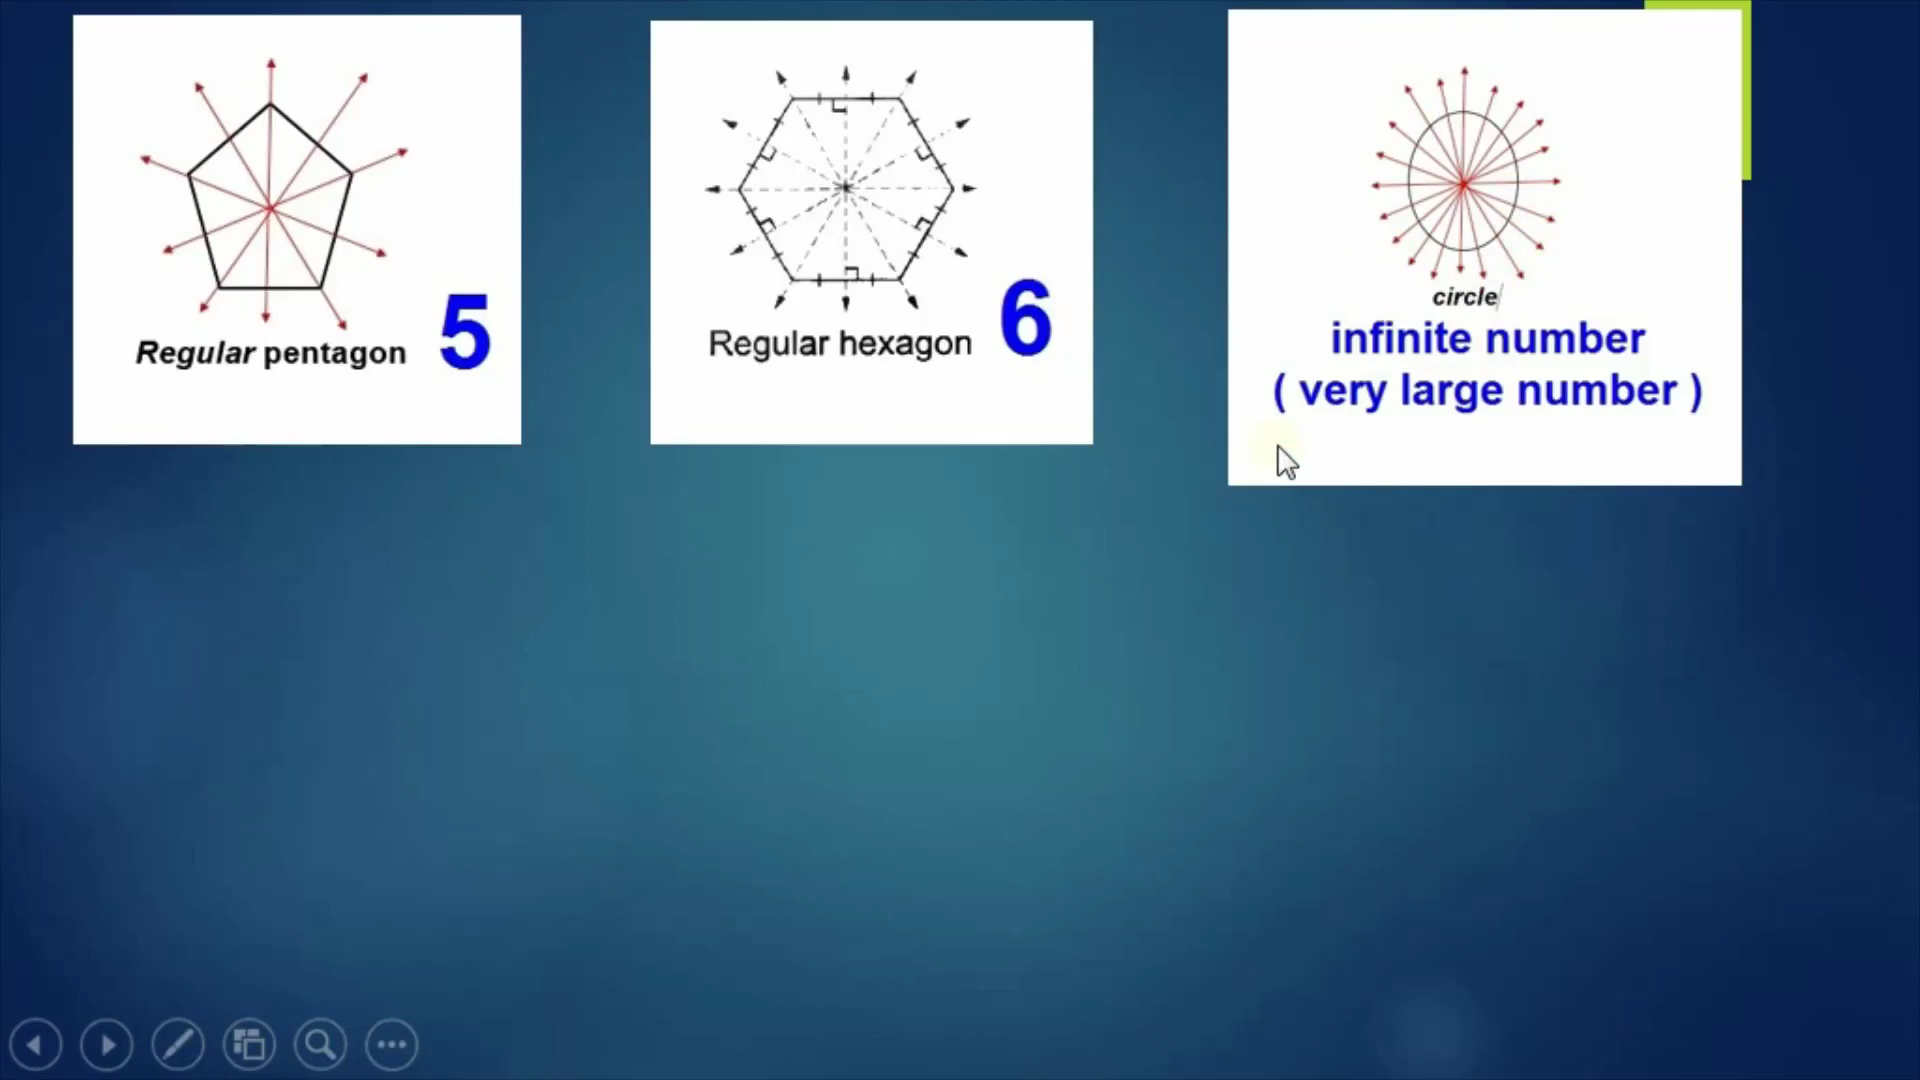 Regular pentagon
5
Regular hexagon
6
circle
infinite number
( very large number )